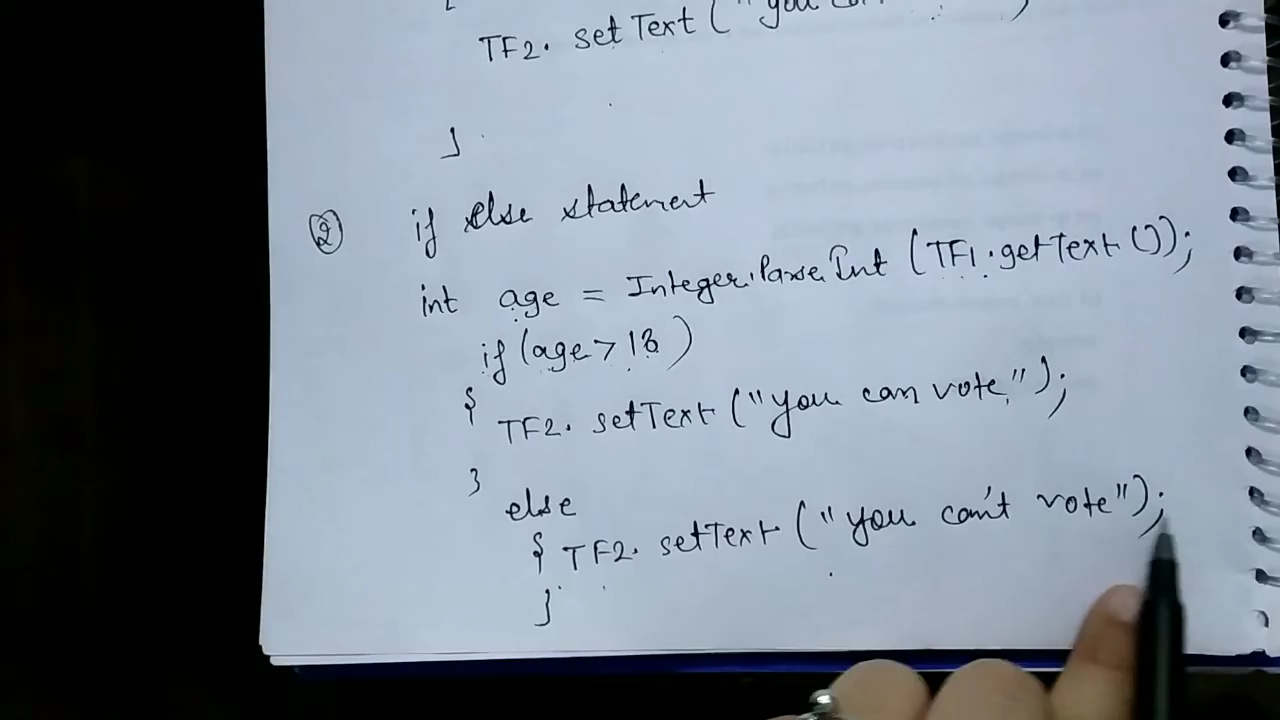 {
TF2. setText ("you
}
② if else statement
int age = Integer.ParseInt (TF1.getText ());
if (age > 18)
{
TF2. setText ("you can vote");
}
else
{ TF2. setText ("you can't vote");
}